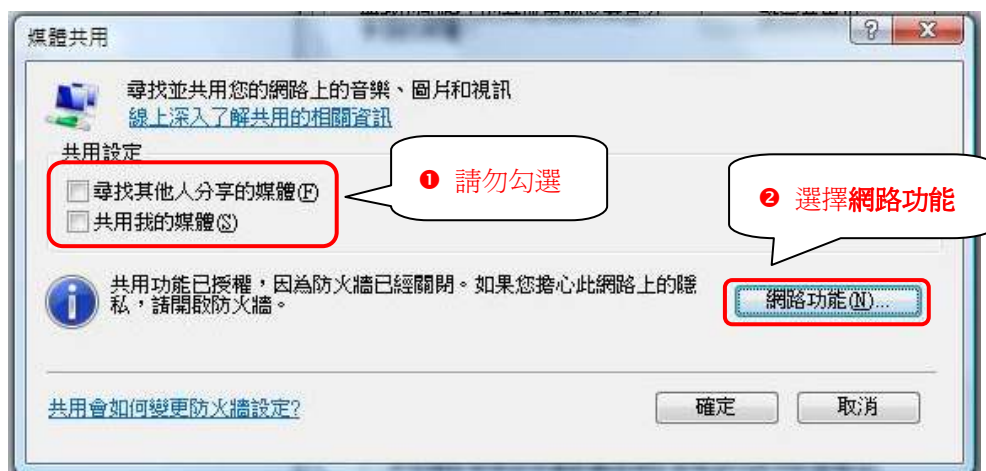 媒體共用
尋找並共用您的網路上的音樂、圖片和視訊
線上深入了解共用的相關資訊
共用設定
尋找其他人分享的媒體(F)
共用我的媒體(S)
❶ 請勿勾選
❷ 選擇網路功能
共用功能已授權，因為防火牆已經關閉。如果您擔心此網路上的隱
私，請開啟防火牆。
網路功能(N)...
共用會如何變更防火牆設定?
確定
取消